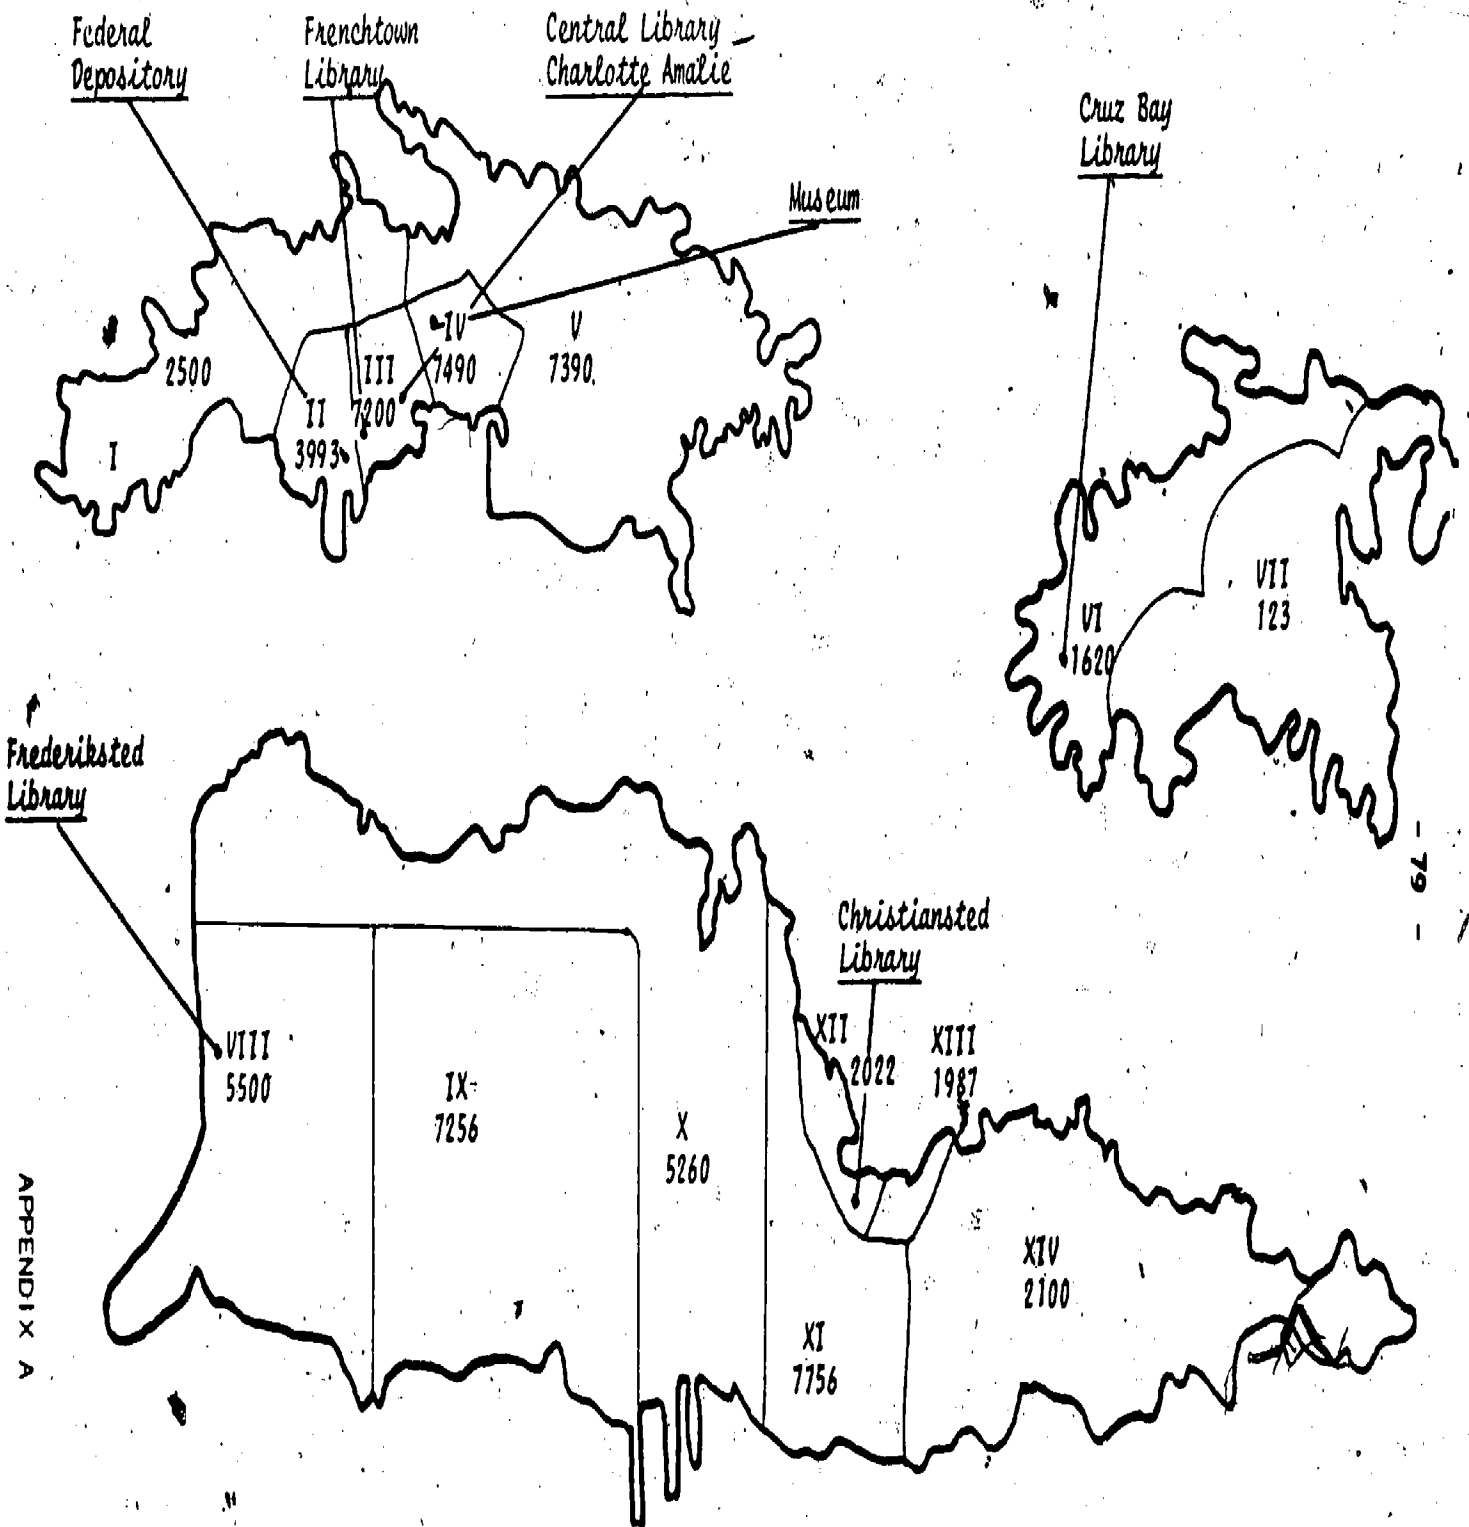 Federal
Depository
Frenchtown
Library
Central Library –
Charlotte Amalie
Museum
Cruz Bay
Library
2500
I
II
3993
III
7200
IV
7490
V
7390
VI
1620
VII
123
Frederiksted
Library
Christiansted
Library
VIII
5500
IX
7256
X
5260
XI
7756
XII
2022
XIII
1987
XIV
2100
- 79 -
APPENDIX A